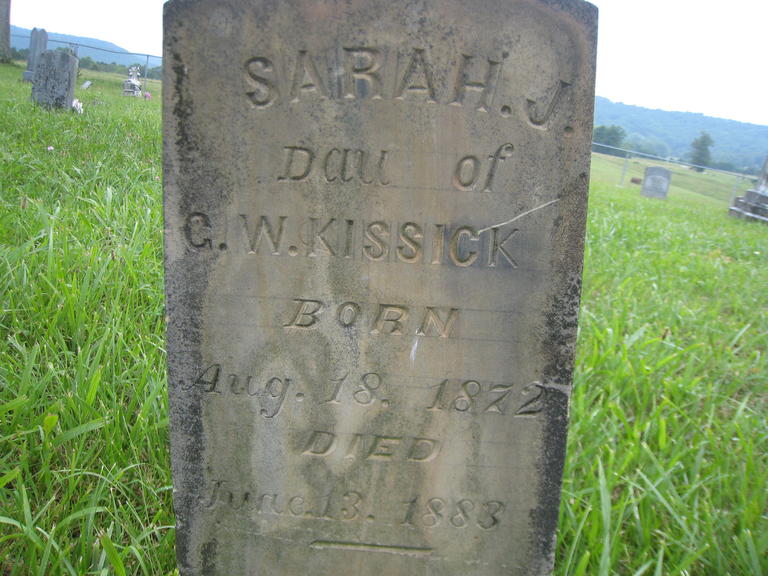 SARAH. J.
Dau of
G. W. KISSICK
BORN
Aug. 18. 1872
DIED
June. 13. 1883